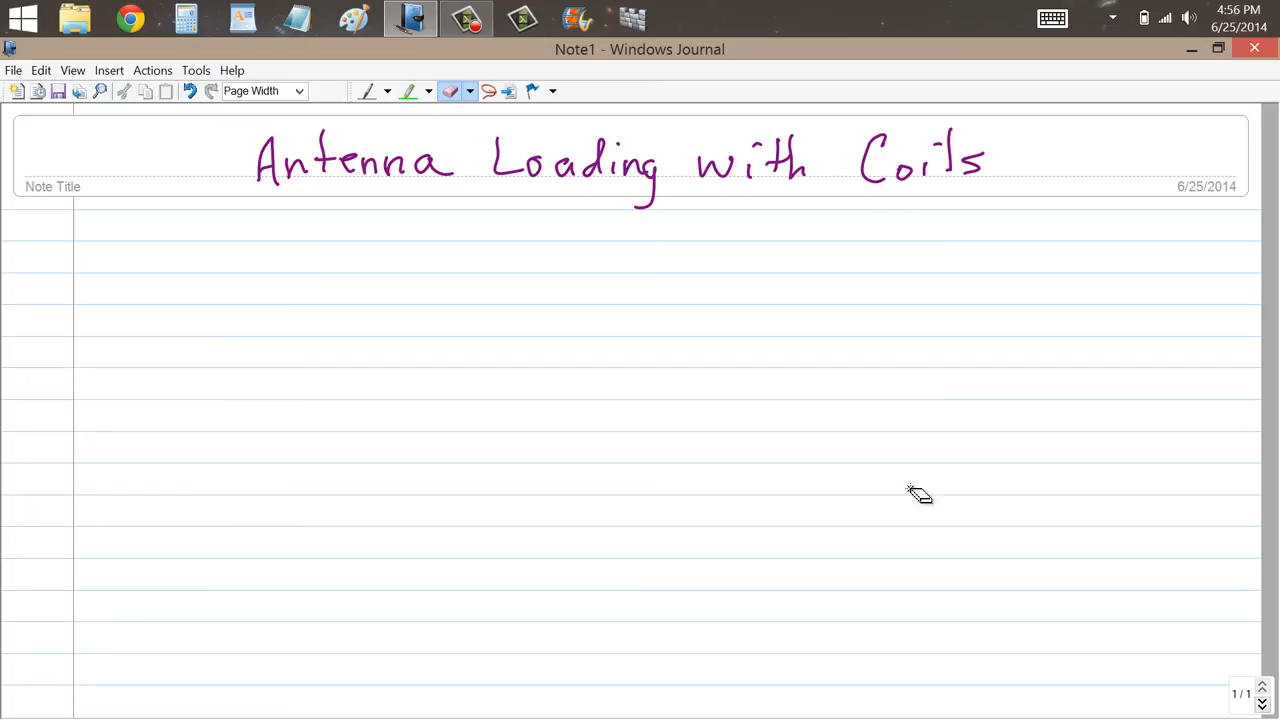 4:56 PM
6/25/2014
Note1 - Windows Journal
File Edit View Insert Actions Tools Help
Page Width
Antenna Loading with Coils
Note Title
6/25/2014
1 / 1